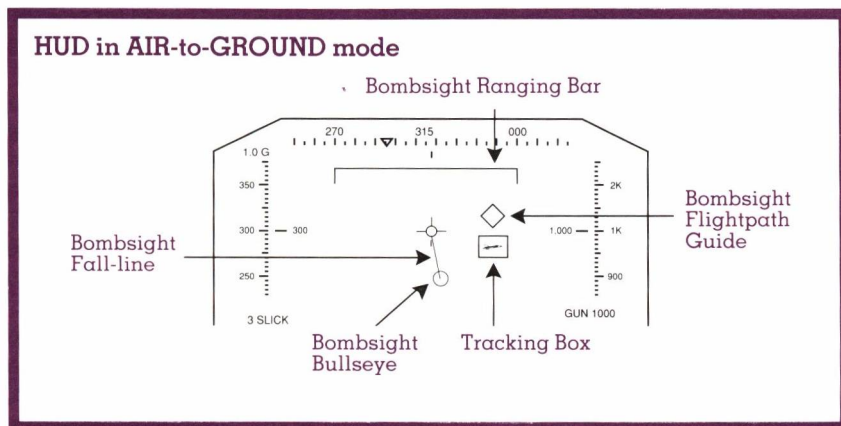 HUD in AIR-to-GROUND mode
Bombsight Ranging Bar
270 315 000
1.0 G
350
2K
Bombsight
Flightpath
Guide
300 300
1,000 1K
Bombsight
Fall-line
250
900
3 SLICK
GUN 1000
Bombsight
Bullseye
Tracking Box